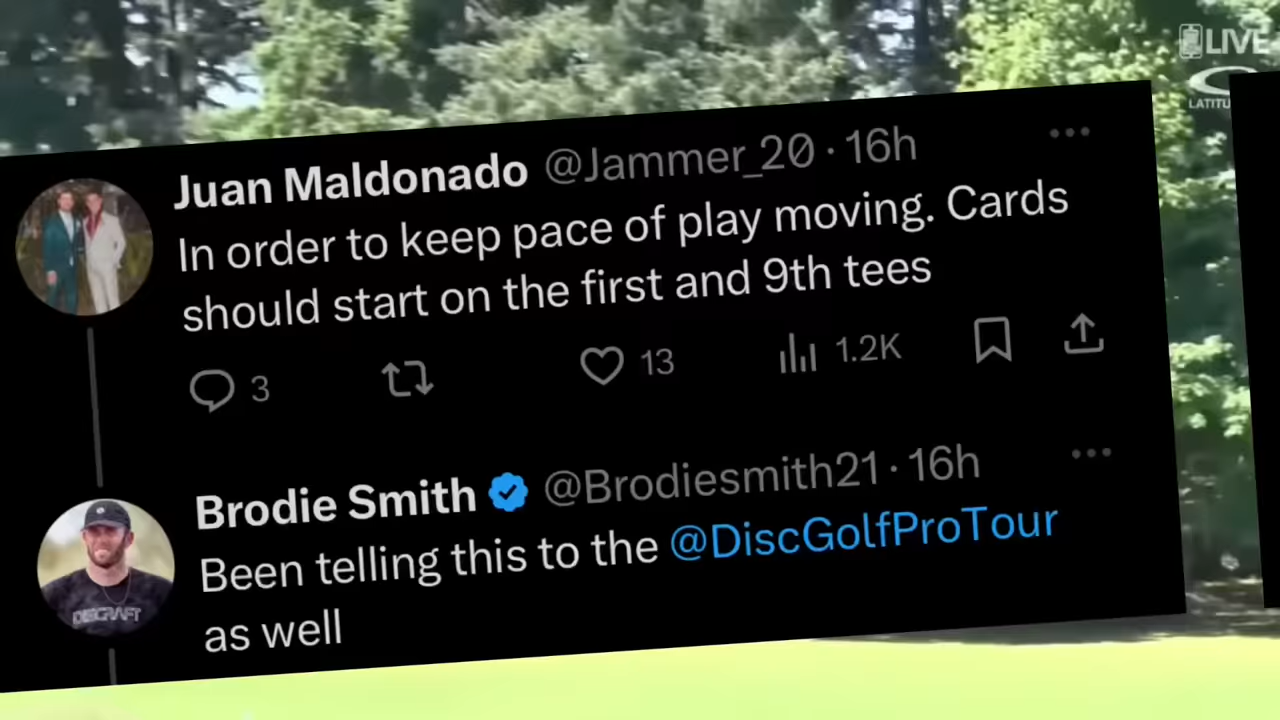 LIVE
LATITU
Juan Maldonado @Jammer_20 · 16h
In order to keep pace of play moving. Cards
should start on the first and 9th tees
3 13 1.2K
Brodie Smith @Brodiesmith21 · 16h
Been telling this to the @DiscGolfProTour
as well
DISCRAFT